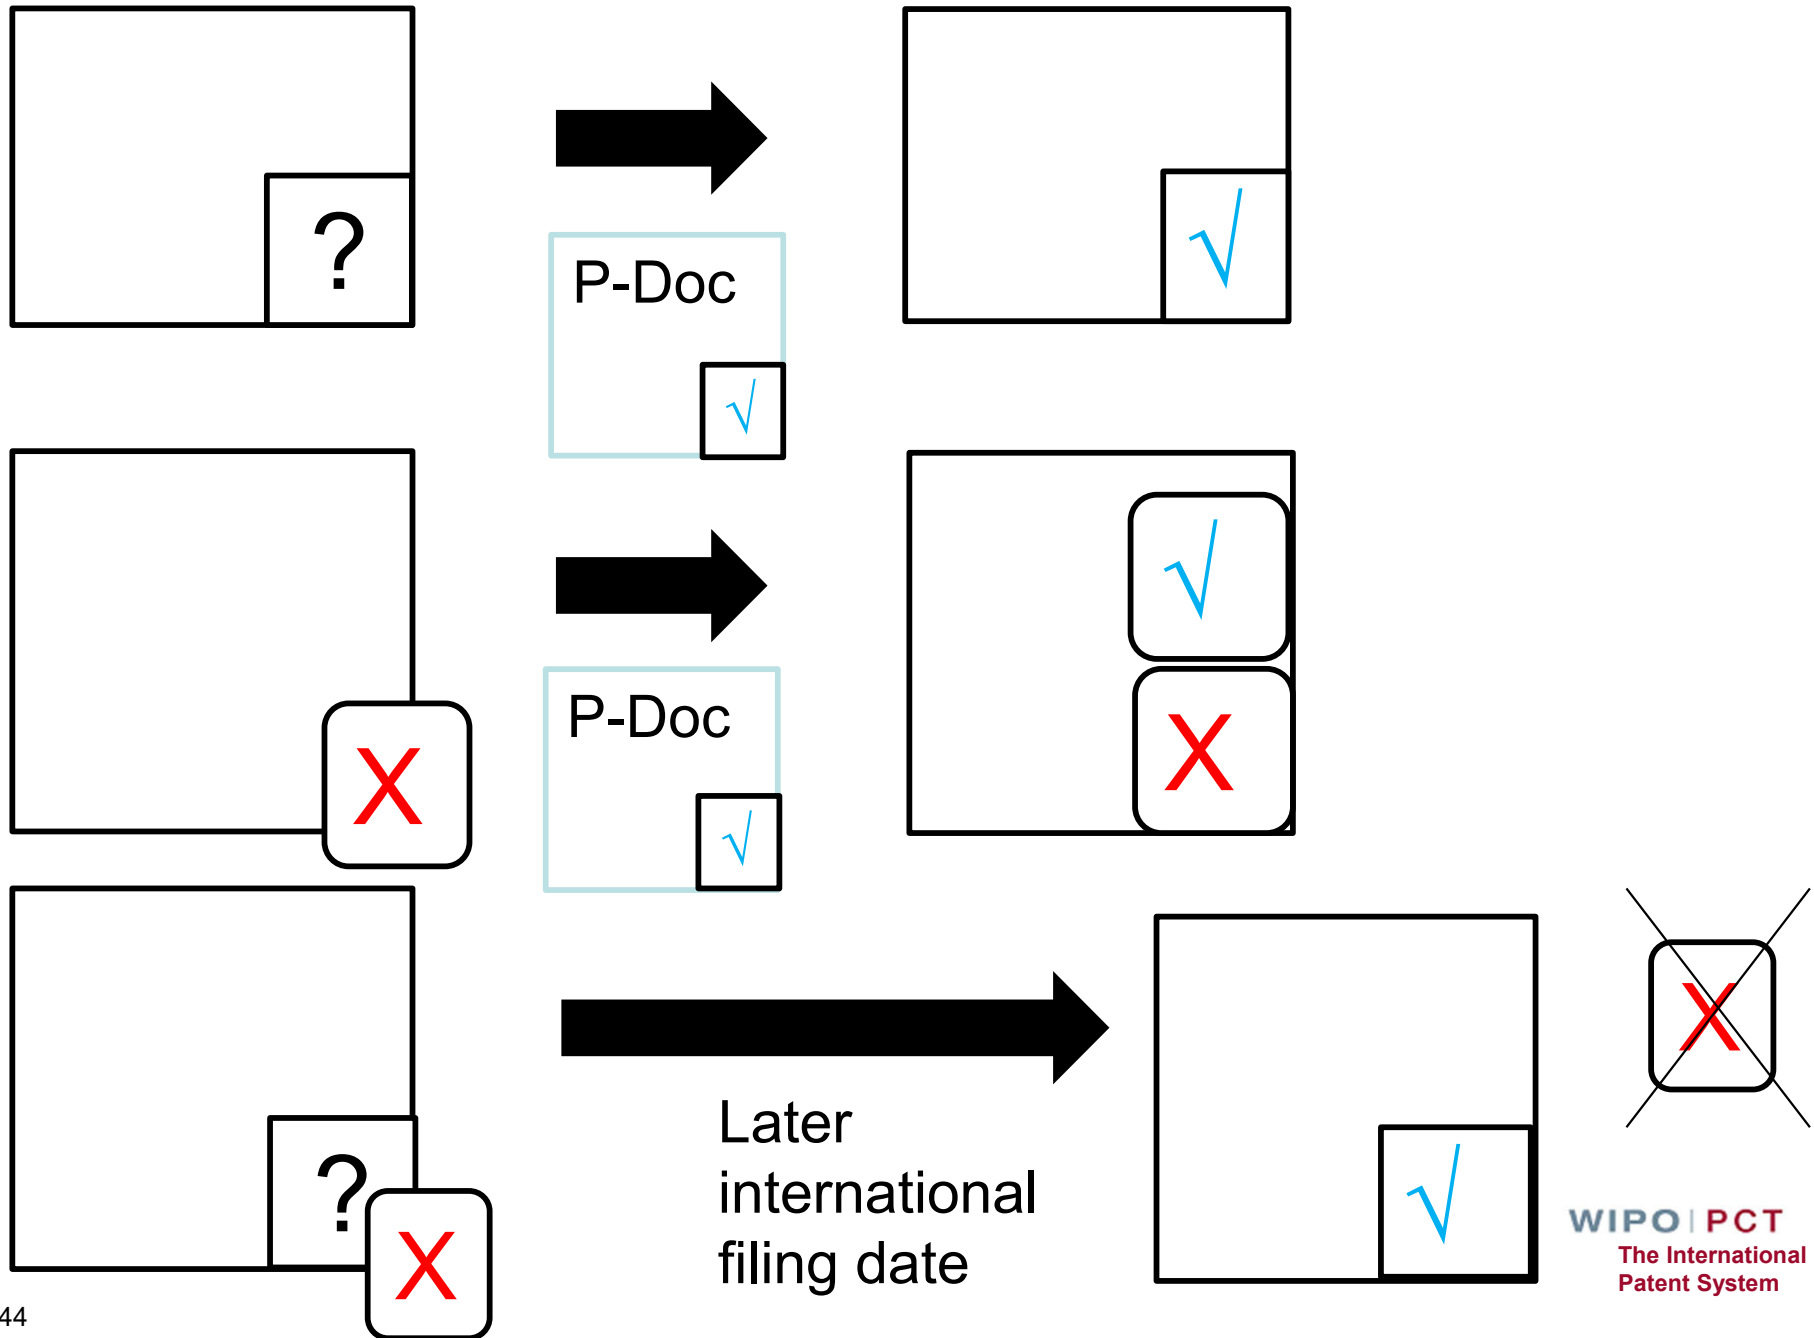 ?
P-Doc
√
√
X
P-Doc
√
√
X
?
X
Later
international
filing date
√
X
WIPO | PCT
The International
Patent System
44